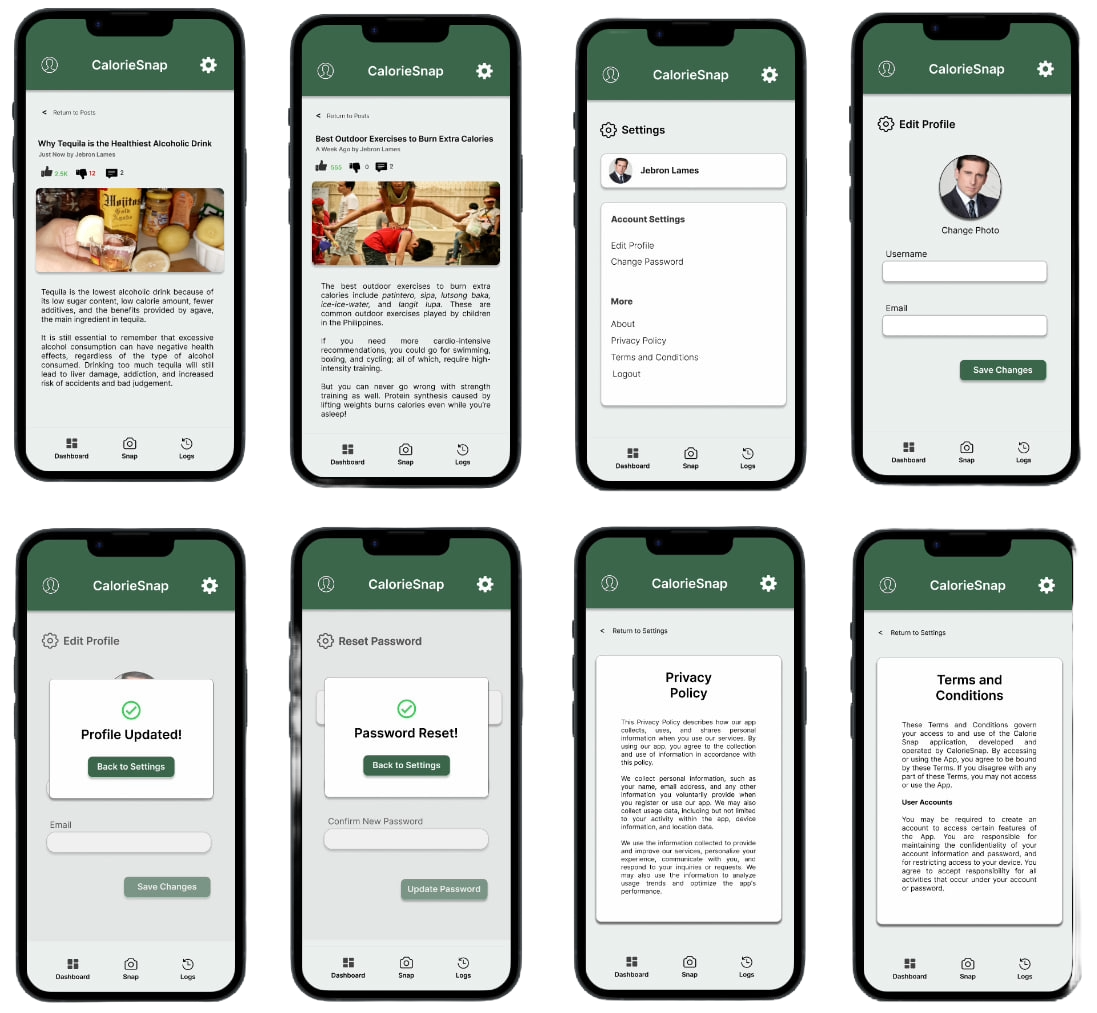 CalorieSnap
< Return to Posts
Why Tequila is the Healthiest Alcoholic Drink
Just Now by Jebron Lames
2.5K 12 2
Mojitos
Gold
Tequila is the lowest alcoholic drink because of
its low sugar content, low calorie amount, fewer
additives, and the benefits provided by agave,
the main ingredient in tequila.
It is still essential to remember that excessive
alcohol consumption can have negative health
effects, regardless of the type of alcohol
consumed. Drinking too much tequila will still
lead to liver damage, addiction, and increased
risk of accidents and bad judgement.
Dashboard Snap Logs
CalorieSnap
< Return to Posts
Best Outdoor Exercises to Burn Extra Calories
A Week Ago by Jebron Lames
555 0 2
The best outdoor exercises to burn extra
calories include patintero, sipa, lutsong baka,
ice-ice-water, and langit lupa. These are
common outdoor exercises played by children
in the Philippines.
If you need more cardio-intensive
recommendations, you could go for swimming,
boxing, and cycling; all of which, require high-
intensity training.
But you can never go wrong with strength
training as well. Protein synthesis caused by
lifting weights burns calories even while you're
asleep!
Dashboard Snap Logs
CalorieSnap
Settings
Jebron Lames
Account Settings
Edit Profile
Change Password
More
About
Privacy Policy
Terms and Conditions
Logout
Dashboard Snap Logs
CalorieSnap
Edit Profile
Change Photo
Username
Email
Save Changes
Dashboard Snap Logs
CalorieSnap
Edit Profile
Profile Updated!
Back to Settings
Email
Save Changes
Dashboard Snap Logs
CalorieSnap
Reset Password
Password Reset!
Back to Settings
Confirm New Password
Update Password
Dashboard Snap Logs
CalorieSnap
< Return to Settings
Privacy
Policy
This Privacy Policy describes how our app
collects, uses, and shares personal
information when you use our services. By
using our app, you agree to the collection
and use of information in accordance with
this policy.
We collect personal information, such as
your name, email address, and any other
information you voluntarily provide when
you register or use our app. We may also
collect usage data, including but not limited
to your activity within the app, device
information, and location data.
We use the information collected to provide
and improve our services, personalize your
experience, communicate with you, and
respond to your inquiries or requests. We
may also use the information to analyze
usage trends and optimize the app's
performance.
Dashboard Snap Logs
CalorieSnap
< Return to Settings
Terms and
Conditions
These Terms and Conditions govern
your access to and use of the Calorie
Snap application, developed and
operated by CalorieSnap. By accessing
or using the App, you agree to be bound
by these Terms. If you disagree with any
part of these Terms, you may not access
or use the App.
User Accounts
You may be required to create an
account to access certain features of
the App. You are responsible for
maintaining the confidentiality of your
account information and password, and
for restricting access to your device. You
agree to accept responsibility for all
activities that occur under your account
or password.
Dashboard Snap Logs